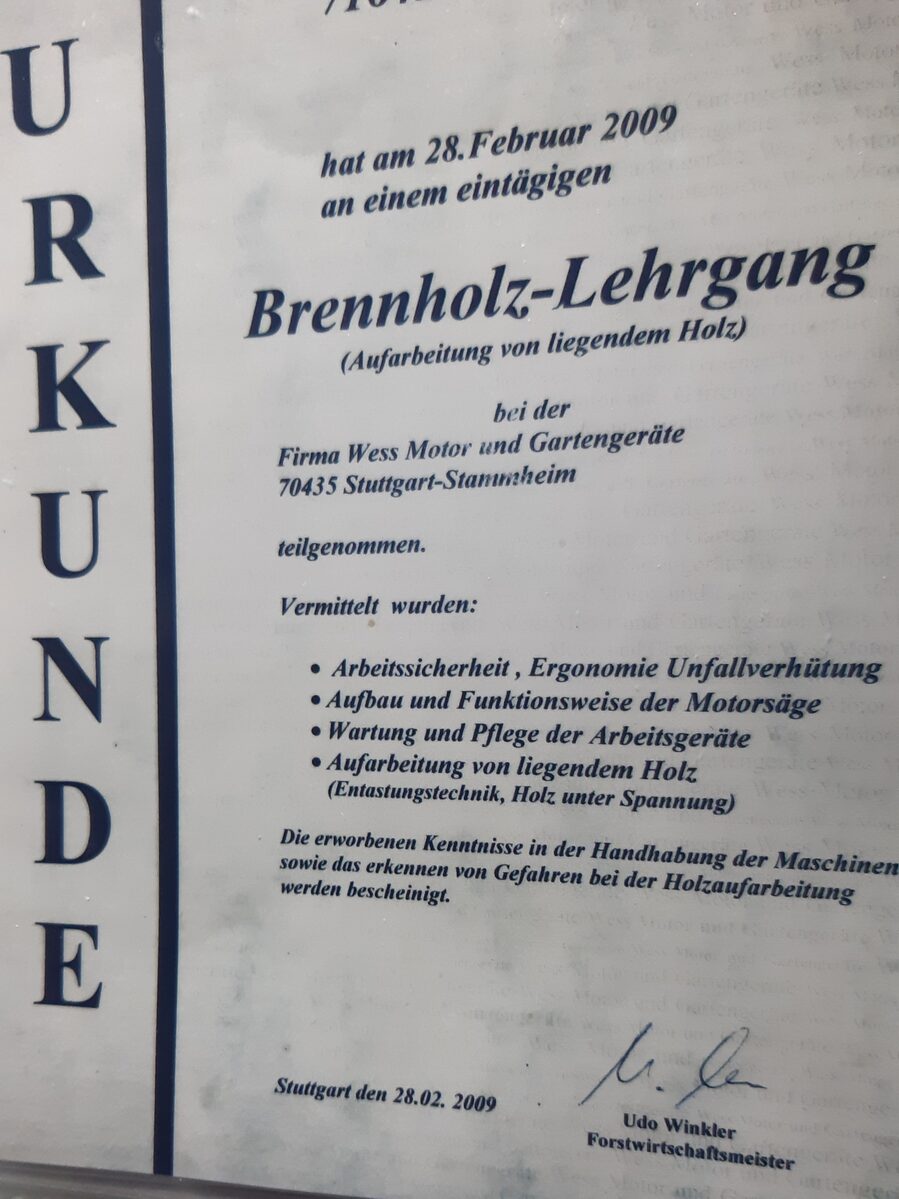 URKUNDE
hat am 28.Februar 2009
an einem eintägigen
Brennholz-Lehrgang
(Aufarbeitung von liegendem Holz)
bei der
Firma Wess Motor und Gartengeräte
70435 Stuttgart-Stammheim
teilgenommen.
Vermittelt wurden:
• Arbeitssicherheit , Ergonomie Unfallverhütung
• Aufbau und Funktionsweise der Motorsäge
• Wartung und Pflege der Arbeitsgeräte
• Aufarbeitung von liegendem Holz
(Entastungstechnik, Holz unter Spannung)
Die erworbenen Kenntnisse in der Handhabung der Maschinen
sowie das erkennen von Gefahren bei der Holzaufarbeitung
werden bescheinigt.
Stuttgart den 28.02. 2009
Udo Winkler
Forstwirtschaftsmeister